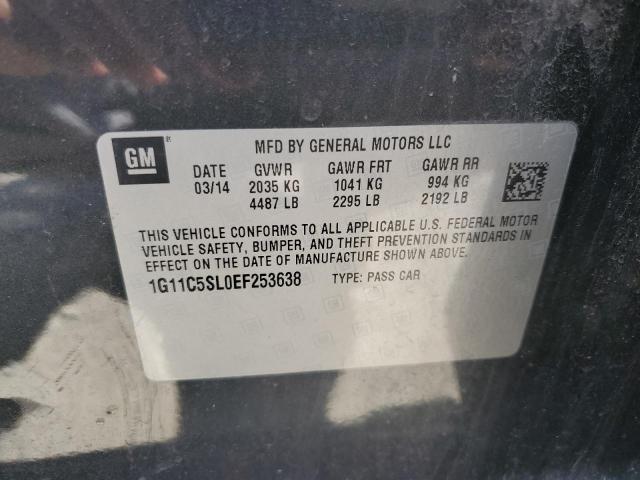 GM MFD BY GENERAL MOTORS LLC
DATE GVWR GAWR FRT GAWR RR
03/14 2035 KG 1041 KG 994 KG
4487 LB 2295 LB 2192 LB
THIS VEHICLE CONFORMS TO ALL APPLICABLE U.S. FEDERAL MOTOR
VEHICLE SAFETY, BUMPER, AND THEFT PREVENTION STANDARDS IN
EFFECT ON THE DATE OF MANUFACTURE SHOWN ABOVE.
1G11C5SL0EF253638 TYPE: PASS CAR